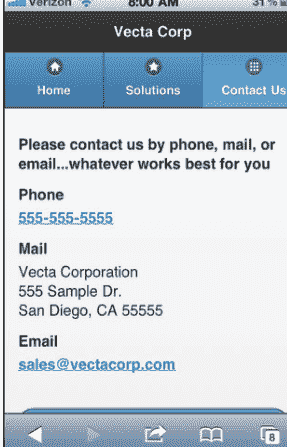 Verizon 8:00 AM 31 %
Vecta Corp
Home Solutions Contact Us
Please contact us by phone, mail, or
email...whatever works best for you
Phone
555-555-5555
Mail
Vecta Corporation
555 Sample Dr.
San Diego, CA 55555
Email
sales@vectacorp.com
8